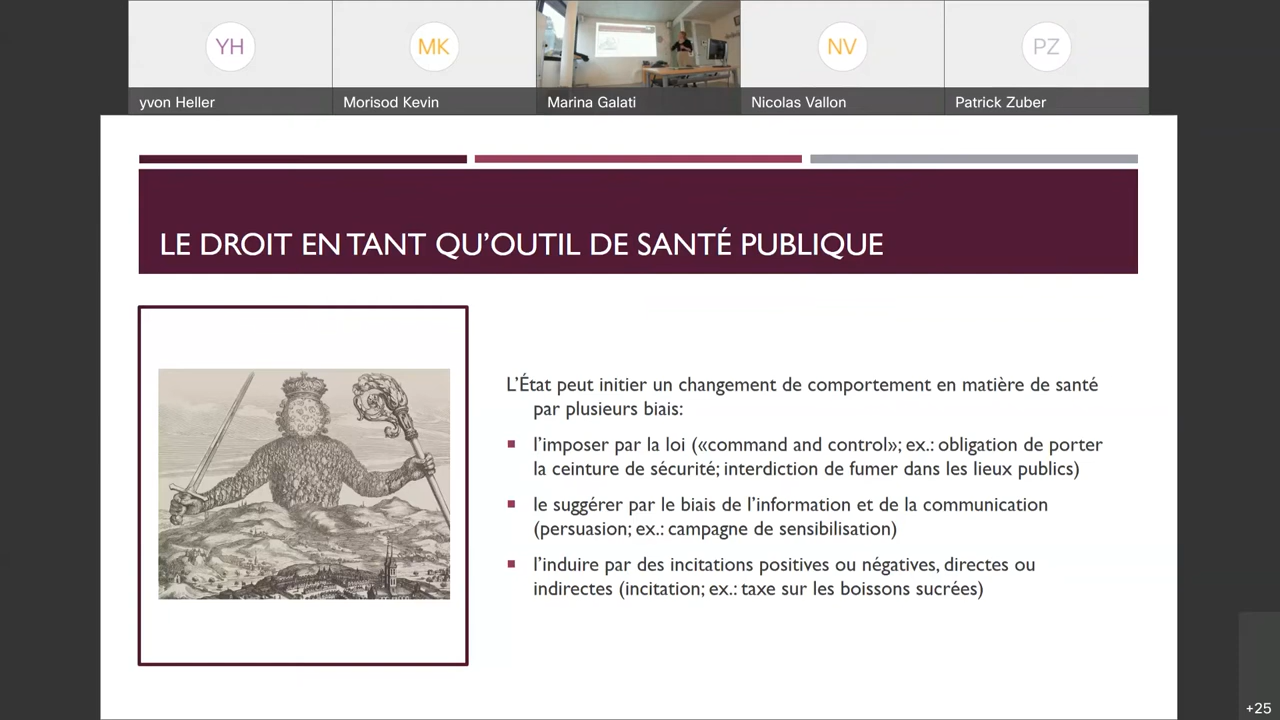 YH
MK
NV
PZ
yvon Heller
Morisod Kevin
Marina Galati
Nicolas Vallon
Patrick Zuber
LE DROIT EN TANT QU’OUTIL DE SANTÉ PUBLIQUE
L’État peut initier un changement de comportement en matière de santé
par plusieurs biais:
l’imposer par la loi («command and control»; ex.: obligation de porter
la ceinture de sécurité; interdiction de fumer dans les lieux publics)
le suggérer par le biais de l’information et de la communication
(persuasion; ex.: campagne de sensibilisation)
l’induire par des incitations positives ou négatives, directes ou
indirectes (incitation; ex.: taxe sur les boissons sucrées)
+25